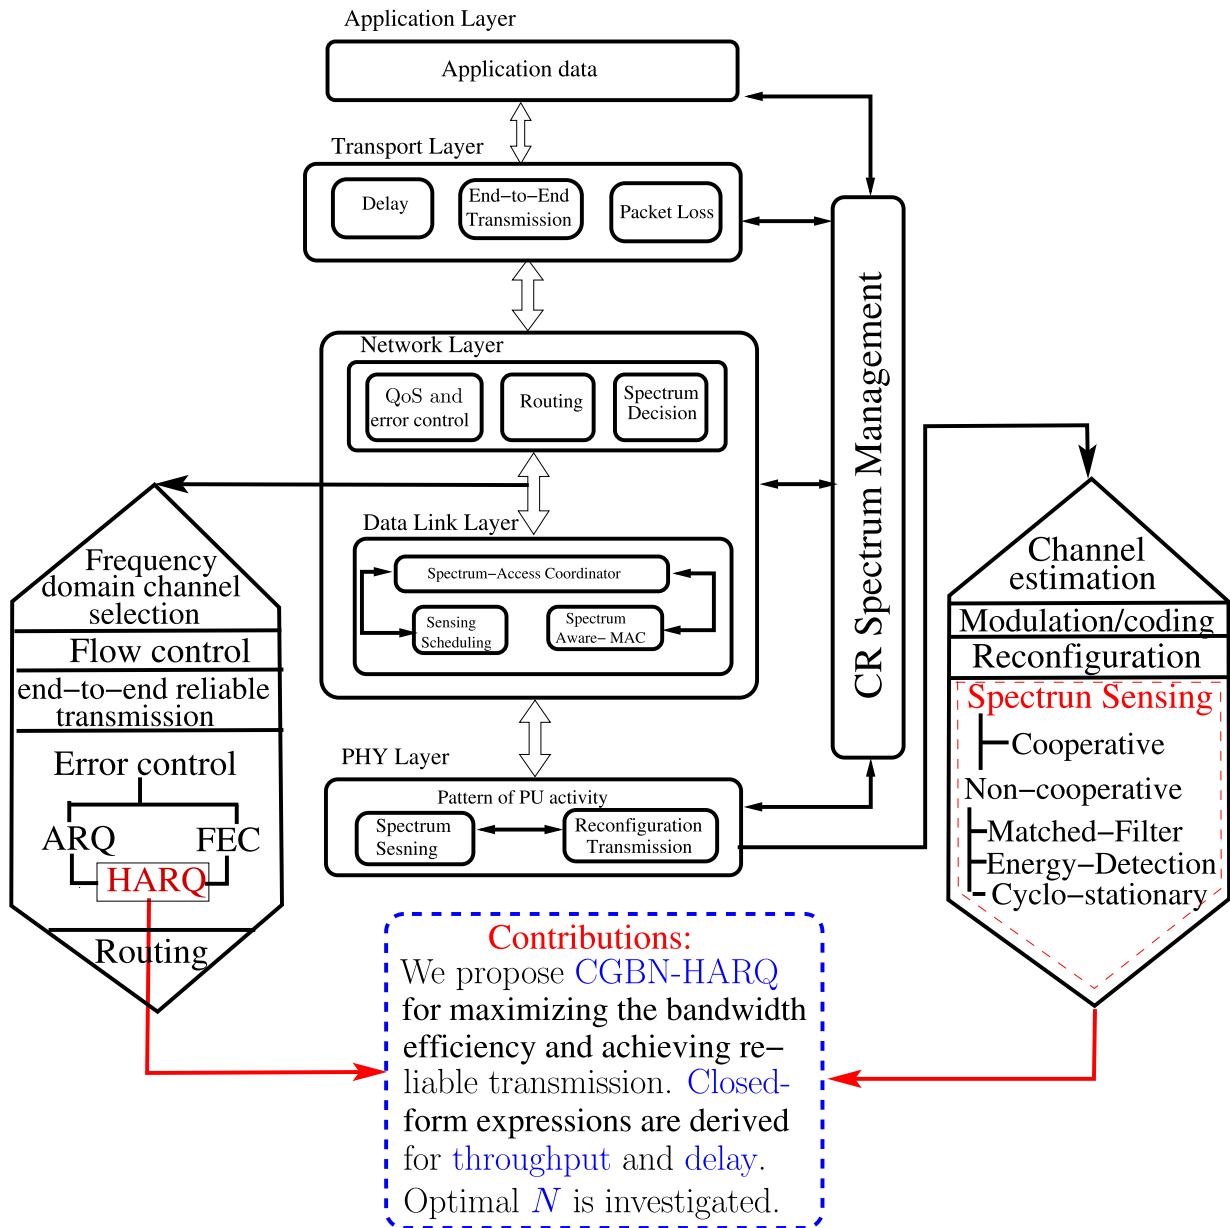 Application Layer
Application data
Transport Layer
Delay
End−to−End
Transmission
Packet Loss
Network Layer
QoS and
error control
Routing
Spectrum
Decision
Data Link Layer
Spectrum−Access Coordinator
Sensing
Scheduling
Spectrum
Aware− MAC
PHY Layer
Pattern of PU activity
Spectrum
Sesning
Reconfiguration
Transmission
CR Spectrum Management
Frequency
domain channel
selection
Flow control
end−to−end reliable
transmission
Error control
ARQ
FEC
HARQ
Routing
Channel
estimation
Modulation/coding
Reconfiguration
Spectrun Sensing
Cooperative
Non−cooperative
Matched−Filter
Energy−Detection
Cyclo−stationary
Contributions:
We propose CGBN-HARQ
for maximizing the bandwidth
efficiency and achieving re−
liable transmission. Closed-
form expressions are derived
for throughput and delay.
Optimal N is investigated.